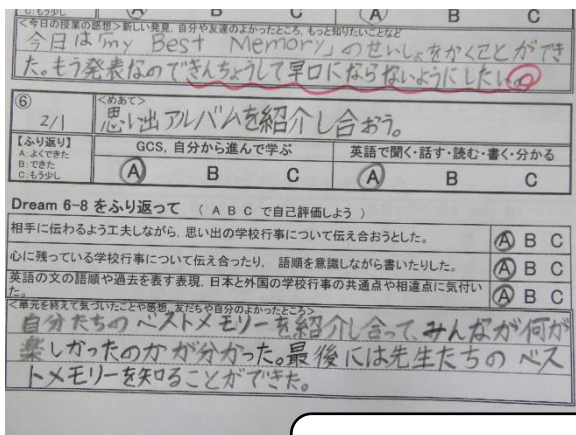 C:もう少し A B C A B C
<今日の授業の感想>新しい発見、自分や友達のよかったところ、もっと知りたいことなど
今日は「my Best Memory」のせいしょをかくことができ
た。もう発表なのできんちょうして早口にならないようにしたい。
⑥ <めあて>
2/1 思い出アルバムを紹介し合おう。
【ふり返り】 GCS、自分から進んで学ぶ 英語で聞く・話す・読む・書く・分かる
A:よくできた
B:できた A B C A B C
C:もう少し
Dream 6-8 をふり返って ( A B C で自己評価しよう )
相手に伝わるよう工夫しながら、思い出の学校行事について伝え合おうとした。 A B C
心に残っている学校行事について伝え合ったり、語順を意識しながら書いたりした。 A B C
英語の文の語順や過去を表す表現、日本と外国の学校行事の共通点や相違点に気付い
た。 A B C
<単元を終えて気づいたことや感想、友だちや自分のよかったところ>
自分たちのベストメモリーを紹介し合って、みんなが何が
楽しかったのかが分かった。最後には先生たちのベス
トメモリーを知ることができた。